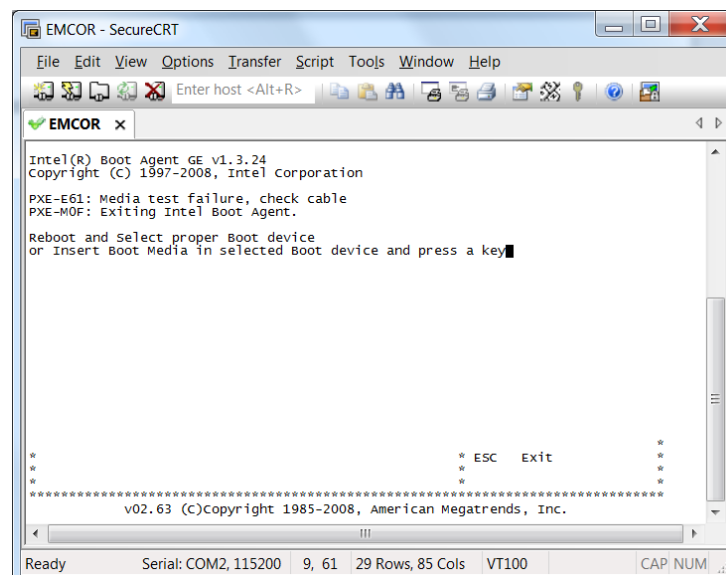 EMCOR - SecureCRT
File Edit View Options Transfer Script Tools Window Help
Enter host <Alt+R>
EMCOR
Intel(R) Boot Agent GE v1.3.24
Copyright (C) 1997-2008, Intel Corporation
PXE-E61: Media test failure, check cable
PXE-M0F: Exiting Intel Boot Agent.
Reboot and Select proper Boot device
or Insert Boot Media in selected Boot device and press a key
*
* * ESC Exit *
* * *
* * *
*********************************************************************************
v02.63 (C)Copyright 1985-2008, American Megatrends, Inc.
Ready Serial: COM2, 115200 9, 61 29 Rows, 85 Cols VT100 CAP NUM